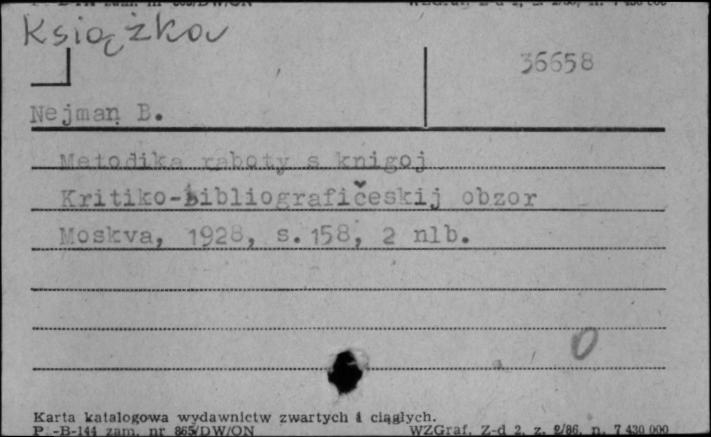 Książka
36658
Nejman B.
Metodika raboty s knigoj
Kritiko-bibliografičeskij obzor
Moskva, 1928, s.158, 2 nlb.
0
Karta katalogowa wydawnictw zwartych i ciągłych.
-B-144 zam. nr 865/DW/ON WZGraf. Z-d 2, z. 2/86, n. 7 430 000